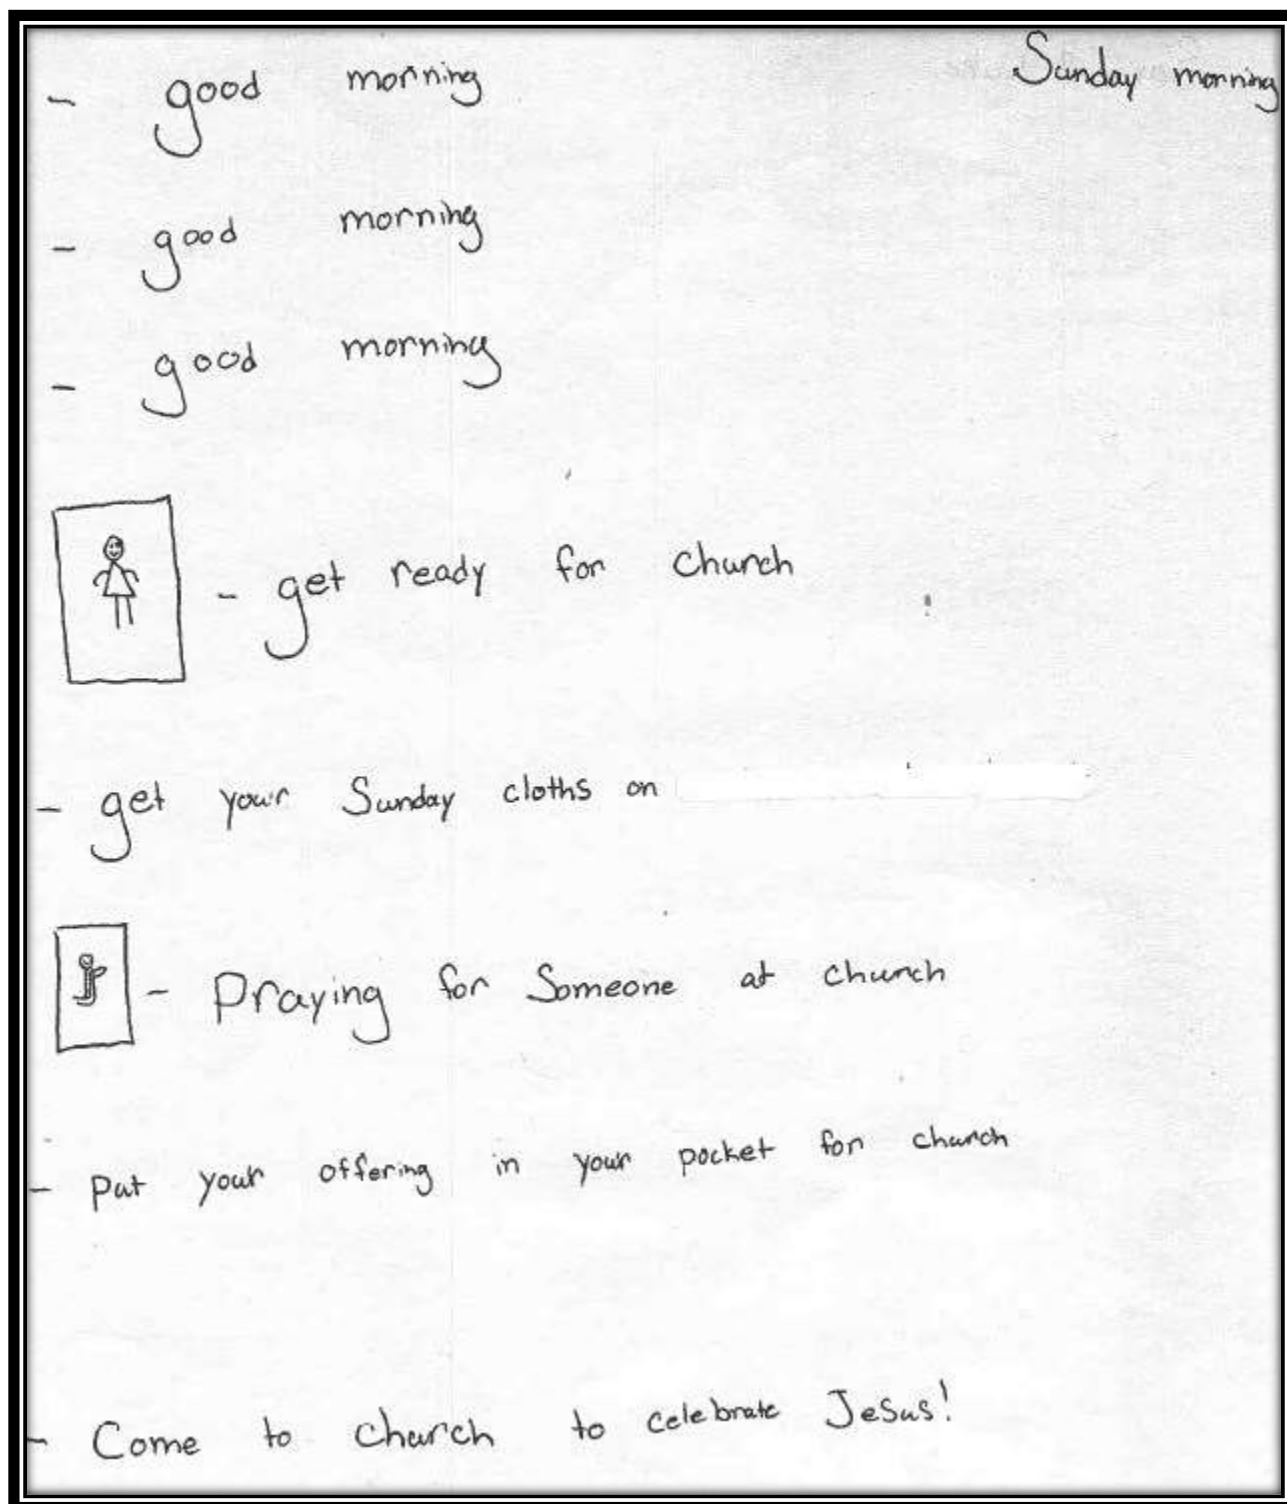 Sunday morning
- good morning
- good morning
- good morning
- get ready for church
- get your Sunday cloths on
- Praying for Someone at church
- Put your offering in your pocket for church
- Come to church to celebrate Jesus!